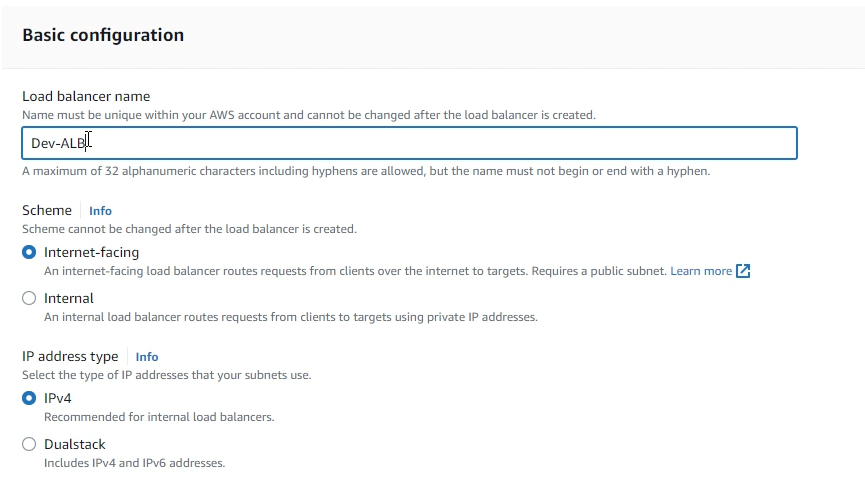 Basic configuration
Load balancer name
Name must be unique within your AWS account and cannot be changed after the load balancer is created.
Dev-ALB
A maximum of 32 alphanumeric characters including hyphens are allowed, but the name must not begin or end with a hyphen.
Scheme Info
Scheme cannot be changed after the load balancer is created.
Internet-facing
An internet-facing load balancer routes requests from clients over the internet to targets. Requires a public subnet. Learn more
Internal
An internal load balancer routes requests from clients to targets using private IP addresses.
IP address type Info
Select the type of IP addresses that your subnets use.
IPv4
Recommended for internal load balancers.
Dualstack
Includes IPv4 and IPv6 addresses.